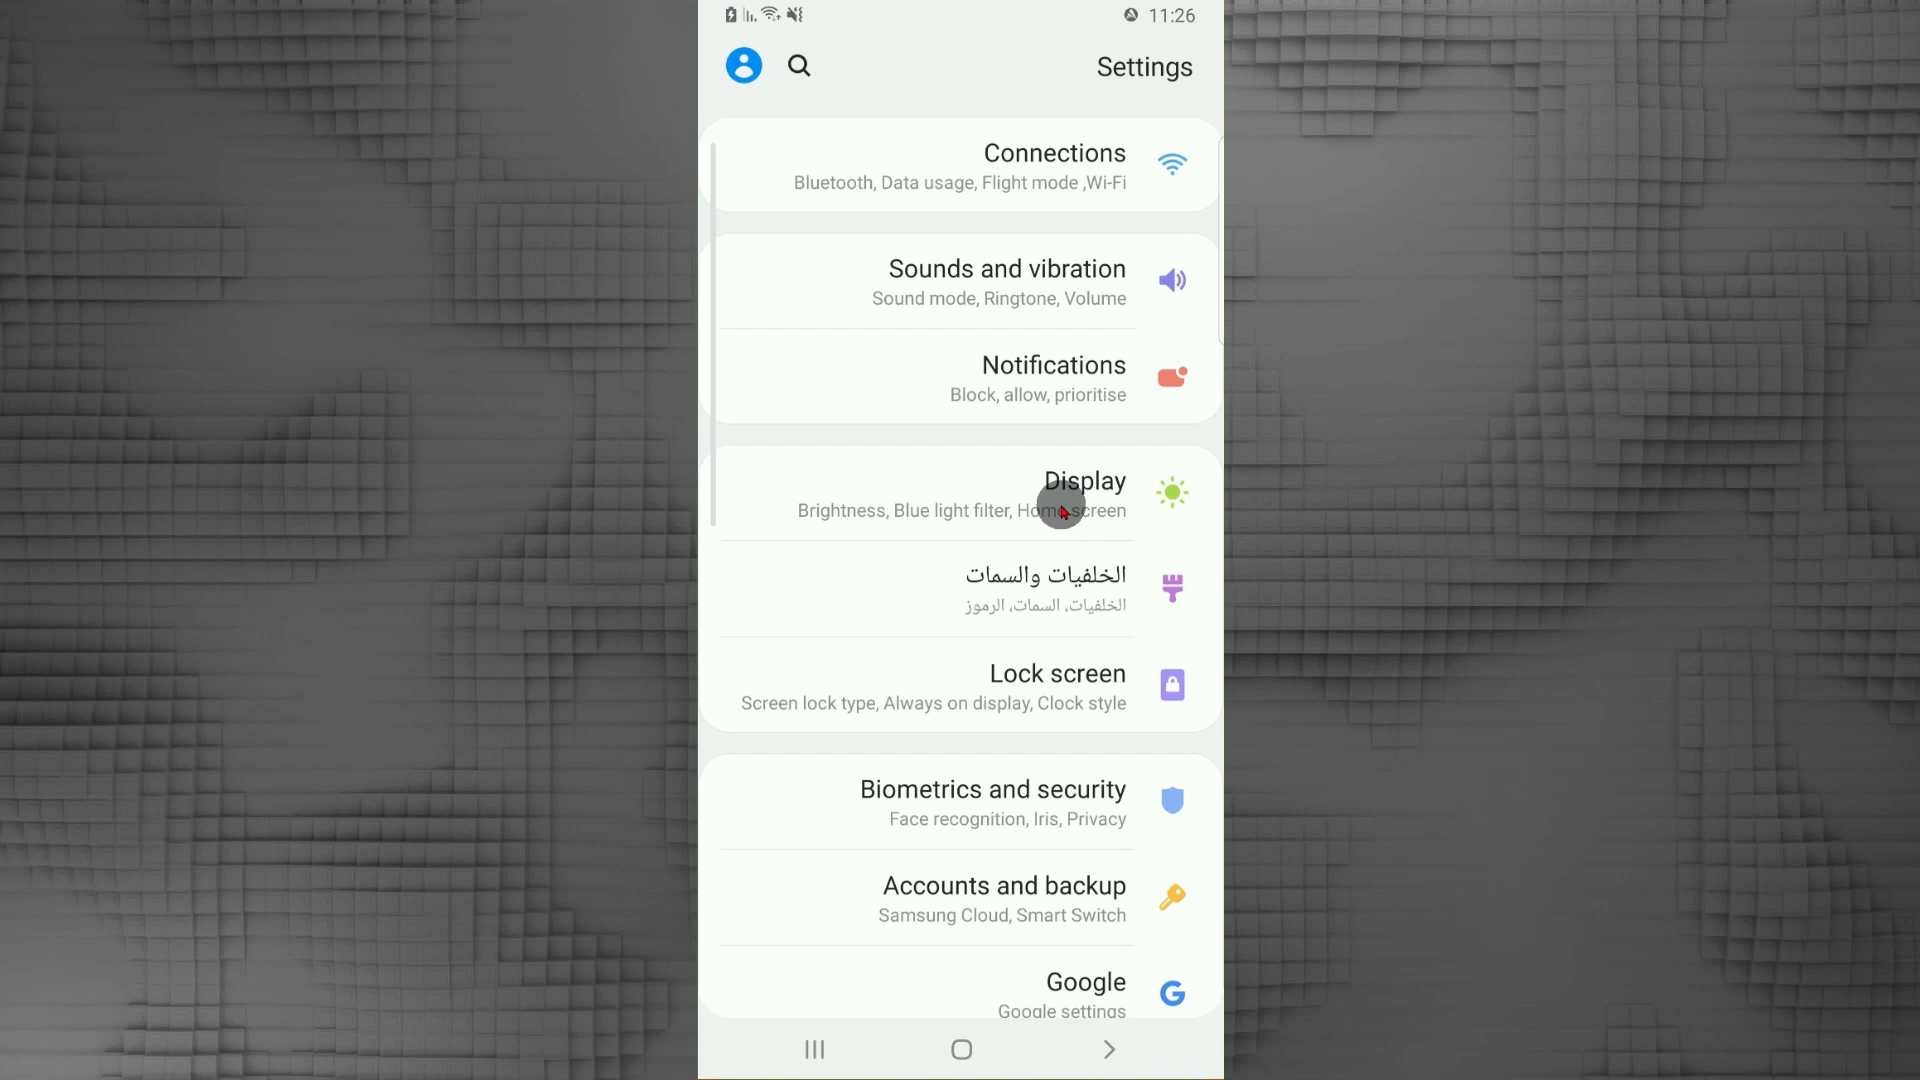 11:26
Settings
Connections
Bluetooth, Data usage, Flight mode ,Wi-Fi
Sounds and vibration
Sound mode, Ringtone, Volume
Notifications
Block, allow, prioritise
Display
Brightness, Blue light filter, Home screen
الخلفيات والسمات
الخلفيات، السمات، الرموز
Lock screen
Screen lock type, Always on display, Clock style
Biometrics and security
Face recognition, Iris, Privacy
Accounts and backup
Samsung Cloud, Smart Switch
Google
Google settings